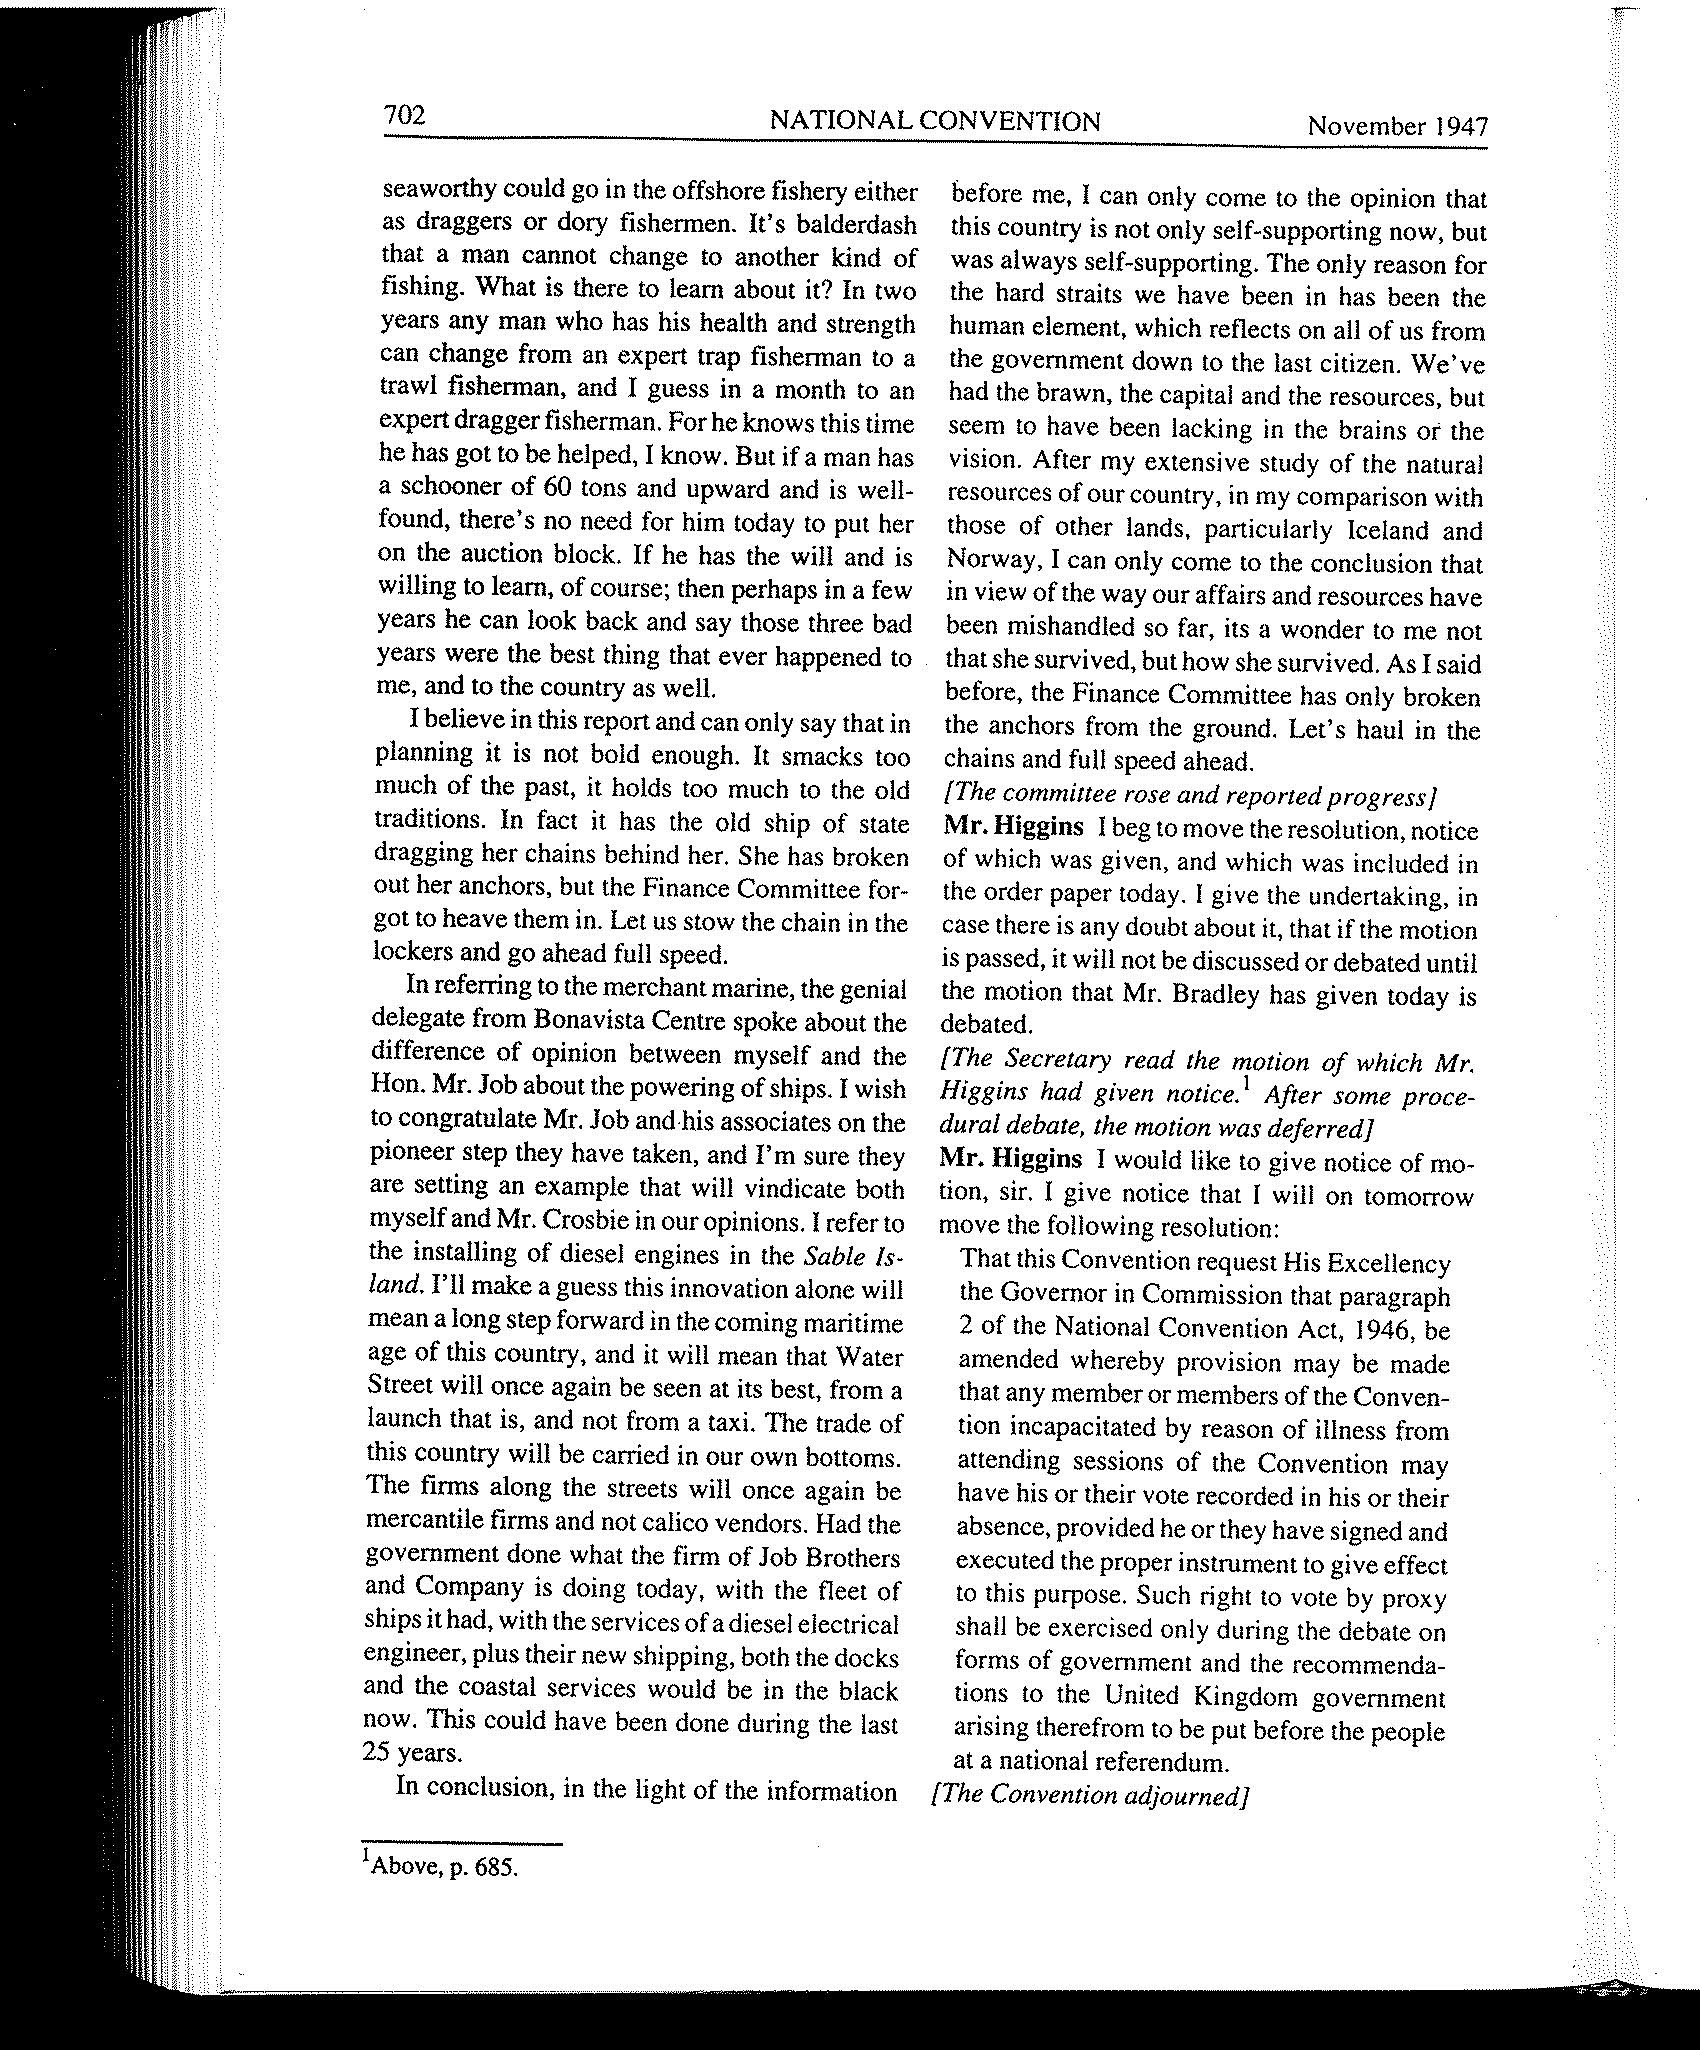 702
NATIONAL CONVENTION
November 1947
seaworthy could go in the offshore fishery either
as draggers or dory fishermen. It's balderdash
that a man cannot change to another kind of
fishing. What is there to learn about it? In two
years any man who has his health and strength
can change from an expert trap fisherman to a
trawl fisherman, and I guess in a month to an
expert dragger fisherman. For he knows this time
he has got to be helped, I know. But if a man has
a schooner of 60 tons and upward and is well-
found, there's no need for him today to put her
on the auction block. If he has the will and is
willing to learn, of course; then perhaps in a few
years he can look back and say those three bad
years were the best thing that ever happened to
me, and to the country as well.
I believe in this report and can only say that in
planning it is not bold enough. It smacks too
much of the past, it holds too much to the old
traditions. In fact it has the old ship of state
dragging her chains behind her. She has broken
out her anchors, but the Finance Committee for-
got to heave them in. Let us stow the chain in the
lockers and go ahead full speed.
In referring to the merchant marine, the genial
delegate from Bonavista Centre spoke about the
difference of opinion between myself and the
Hon. Mr. Job about the powering of ships. I wish
to congratulate Mr. Job and his associates on the
pioneer step they have taken, and I'm sure they
are setting an example that will vindicate both
myself and Mr. Crosbie in our opinions. I refer to
the installing of diesel engines in the Sable Is-
land. I'll make a guess this innovation alone will
mean a long step forward in the coming maritime
age of this country, and it will mean that Water
Street will once again be seen at its best, from a
launch that is, and not from a taxi. The trade of
this country will be carried in our own bottoms.
The firms along the streets will once again be
mercantile firms and not calico vendors. Had the
government done what the firm of Job Brothers
and Company is doing today, with the fleet of
ships it had, with the services of a diesel electrical
engineer, plus their new shipping, both the docks
and the coastal services would be in the black
now. This could have been done during the last
25 years.
In conclusion, in the light of the information
before me, I can only come to the opinion that
this country is not only self-supporting now, but
was always self-supporting. The only reason for
the hard straits we have been in has been the
human element, which reflects on all of us from
the government down to the last citizen. We've
had the brawn, the capital and the resources, but
seem to have been lacking in the brains or the
vision. After my extensive study of the natural
resources of our country, in my comparison with
those of other lands, particularly Iceland and
Norway, I can only come to the conclusion that
in view of the way our affairs and resources have
been mishandled so far, its a wonder to me not
that she survived, but how she survived. As I said
before, the Finance Committee has only broken
the anchors from the ground. Let's haul in the
chains and full speed ahead.
[The committee rose and reported progress]
Mr. Higgins I beg to move the resolution, notice
of which was given, and which was included in
the order paper today. I give the undertaking, in
case there is any doubt about it, that if the motion
is passed, it will not be discussed or debated until
the motion that Mr. Bradley has given today is
debated.
[The Secretary read the motion of which Mr.
Higgins had given notice.1 After some proce-
dural debate, the motion was deferred]
Mr. Higgins I would like to give notice of mo-
tion, sir. I give notice that I will on tomorrow
move the following resolution:
That this Convention request His Excellency
the Governor in Commission that paragraph
2 of the National Convention Act, 1946, be
amended whereby provision may be made
that any member or members of the Conven-
tion incapacitated by reason of illness from
attending sessions of the Convention may
have his or their vote recorded in his or their
absence, provided he or they have signed and
executed the proper instrument to give effect
to this purpose. Such right to vote by proxy
shall be exercised only during the debate on
forms of government and the recommenda-
tions to the United Kingdom government
arising therefrom to be put before the people
at a national referendum.
[The Convention adjourned]
1Above, p. 685.